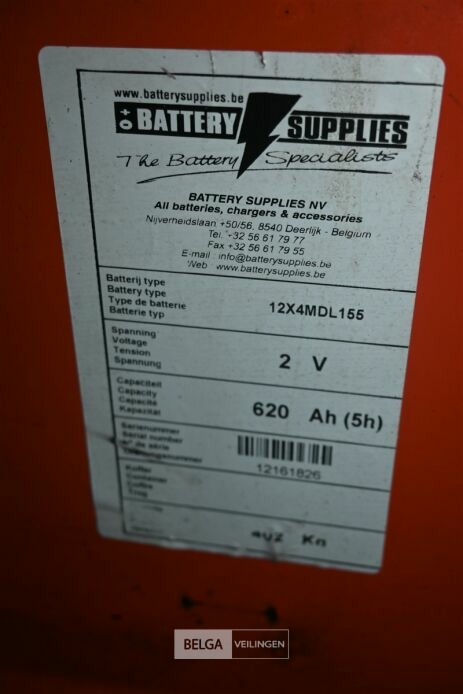 www.batterysupplies.be
BATTERY SUPPLIES
The Battery Specialists
BATTERY SUPPLIES NV
All batteries, chargers & accessories
Nijverheidslaan +50/56, 8540 Deerlijk - Belgium
Tel. +32 56 61 77 77
Fax +32 56 61 79 55
E-mail : info@batterysupplies.be
Web : www.batterysupplies.be
Batterij type
Battery type
Type de batterie
Batterie typ
12X4MDL155
Spanning
Voltage
Tension
Spannung
2 V
Capaciteit
Capacity
Capacité
Kapazität
620 Ah (5h)
Serienummer
Serial number
N° de série
12161826
Koffer
Container
Coffre
Trog
402 Kg
BELGA VEILINGEN